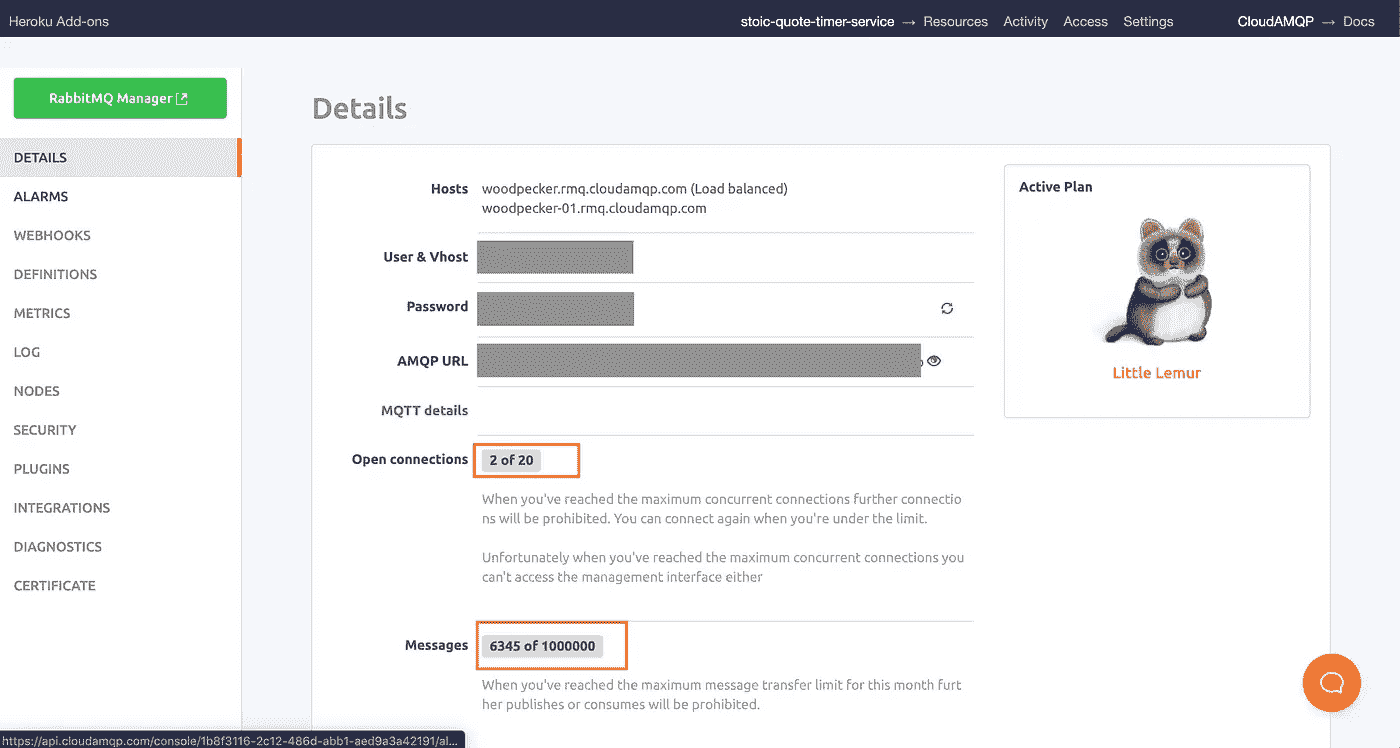 Heroku Add-ons
stoic-quote-timer-service → Resources Activity Access Settings CloudAMQP → Docs
RabbitMQ Manager
DETAILS
ALARMS
WEBHOOKS
DEFINITIONS
METRICS
LOG
NODES
SECURITY
PLUGINS
INTEGRATIONS
DIAGNOSTICS
CERTIFICATE
Details
Hosts woodpecker.rmq.cloudamqp.com (Load balanced)
woodpecker-01.rmq.cloudamqp.com
User & Vhost
Password
AMQP URL
MQTT details
Open connections 2 of 20
When you've reached the maximum concurrent connections further connectio
ns will be prohibited. You can connect again when you're under the limit.
Unfortunately when you've reached the maximum concurrent connections you
can't access the management interface either
Messages 6345 of 1000000
When you've reached the maximum message transfer limit for this month furt
her publishes or consumes will be prohibited.
Active Plan
Little Lemur
https://api.cloudamqp.com/console/1b8f3116-2c12-486d-abb1-aed9a3a42191/al...